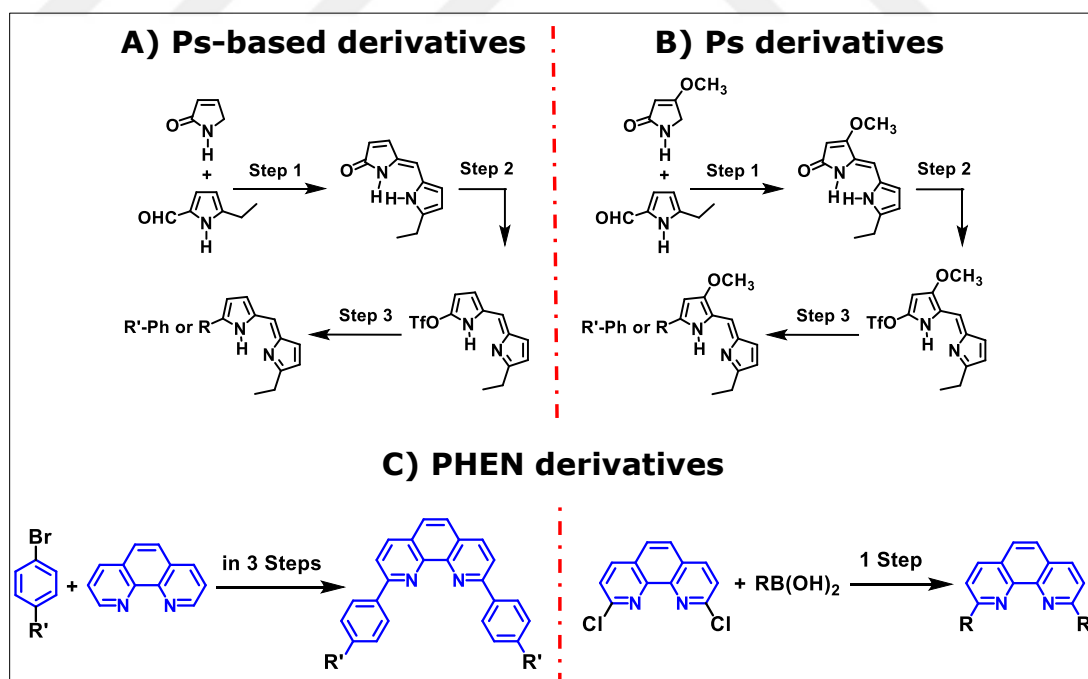 A) Ps-based derivatives
O
N
H
+
OHC
N
H
Step 1
O
N
H
H-N
Step 2
TfO
N
H
N
Step 3
R'-Ph or R
N
H
N
B) Ps derivatives
OCH3
O
N
H
+
OHC
N
H
Step 1
OCH3
O
N
H
H-N
Step 2
OCH3
TfO
N
H
N
Step 3
OCH3
R'-Ph or R
N
H
N
C) PHEN derivatives
Br
R'
+
N N
in 3 Steps
N N
R' R'
N N
Cl Cl
+ RB(OH)2
1 Step
N N
R R